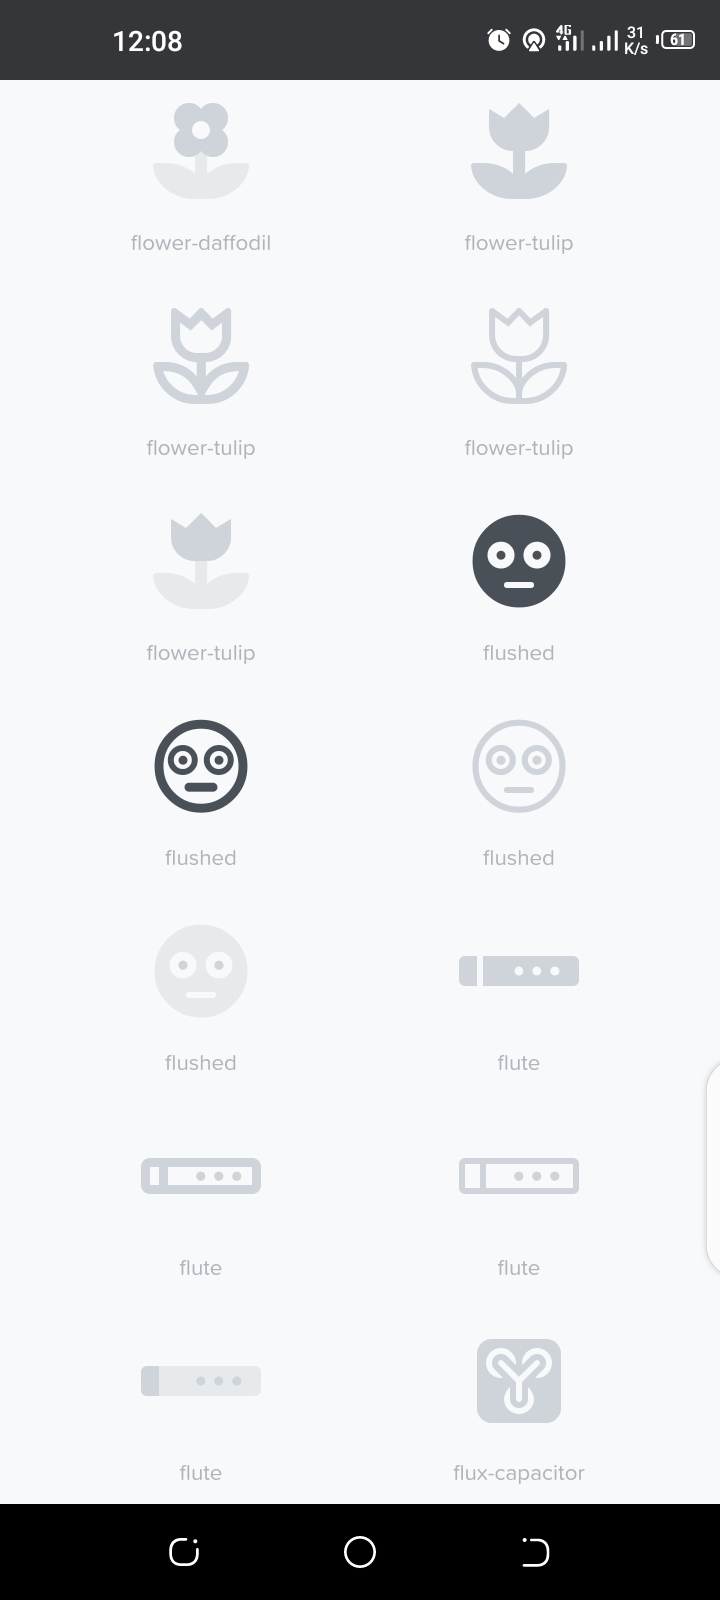 12:08
4G 31 K/s 61
flower-daffodil flower-tulip
flower-tulip flower-tulip
flower-tulip flushed
flushed flushed
flushed flute
flute flute
flute flux-capacitor